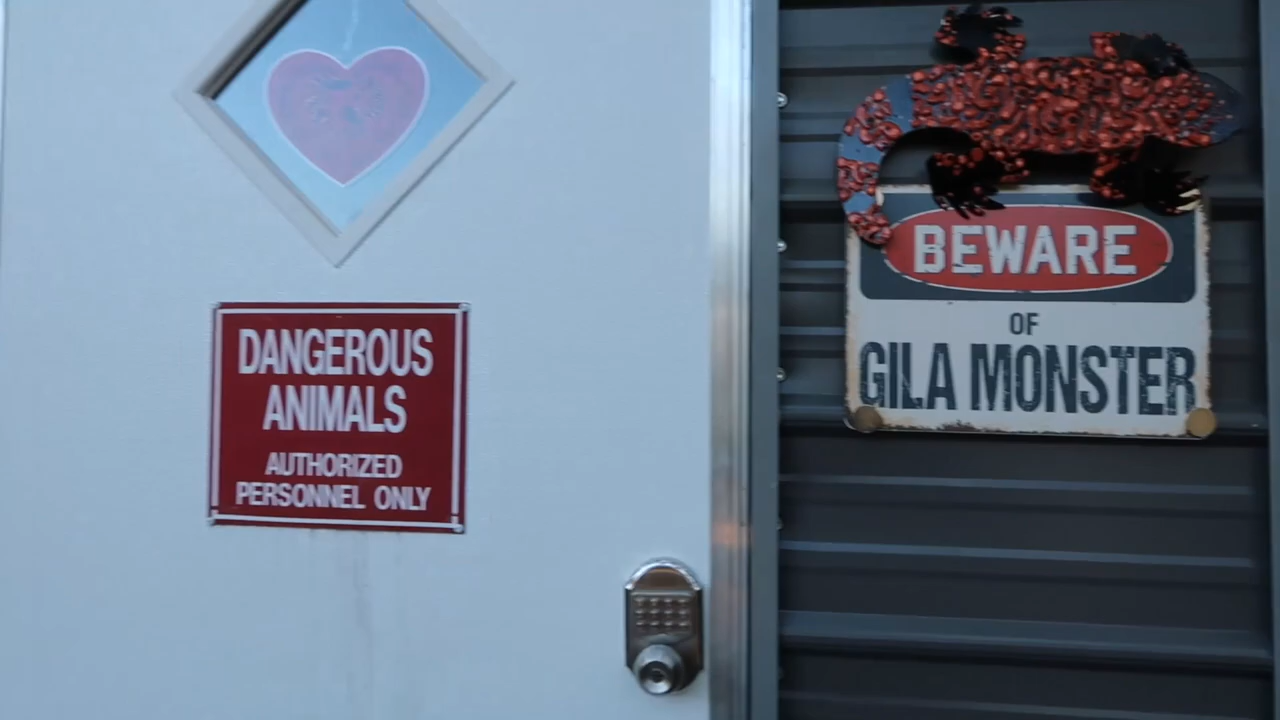 DANGEROUS
ANIMALS
AUTHORIZED
PERSONNEL ONLY
BEWARE
OF
GILA MONSTER